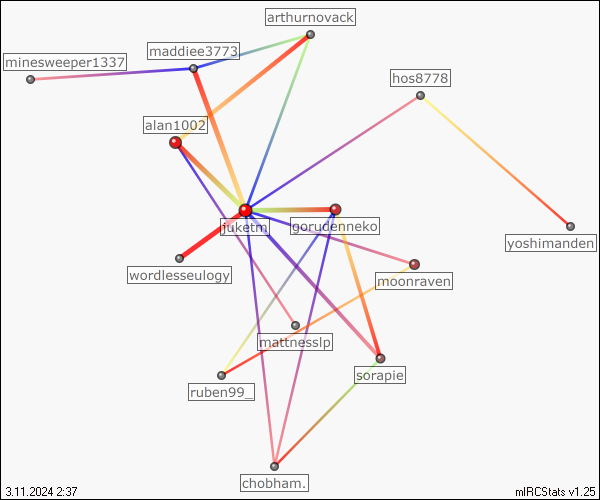 arthurnovack
maddiee3773
minesweeper1337
hos8778
alan1002
juketm
gorudenneko
yoshimanden
wordlesseulogy
moonraven
mattnesslp
sorapie
ruben99_
chobham.
3.11.2024 2:37
mIRCStats v1.25